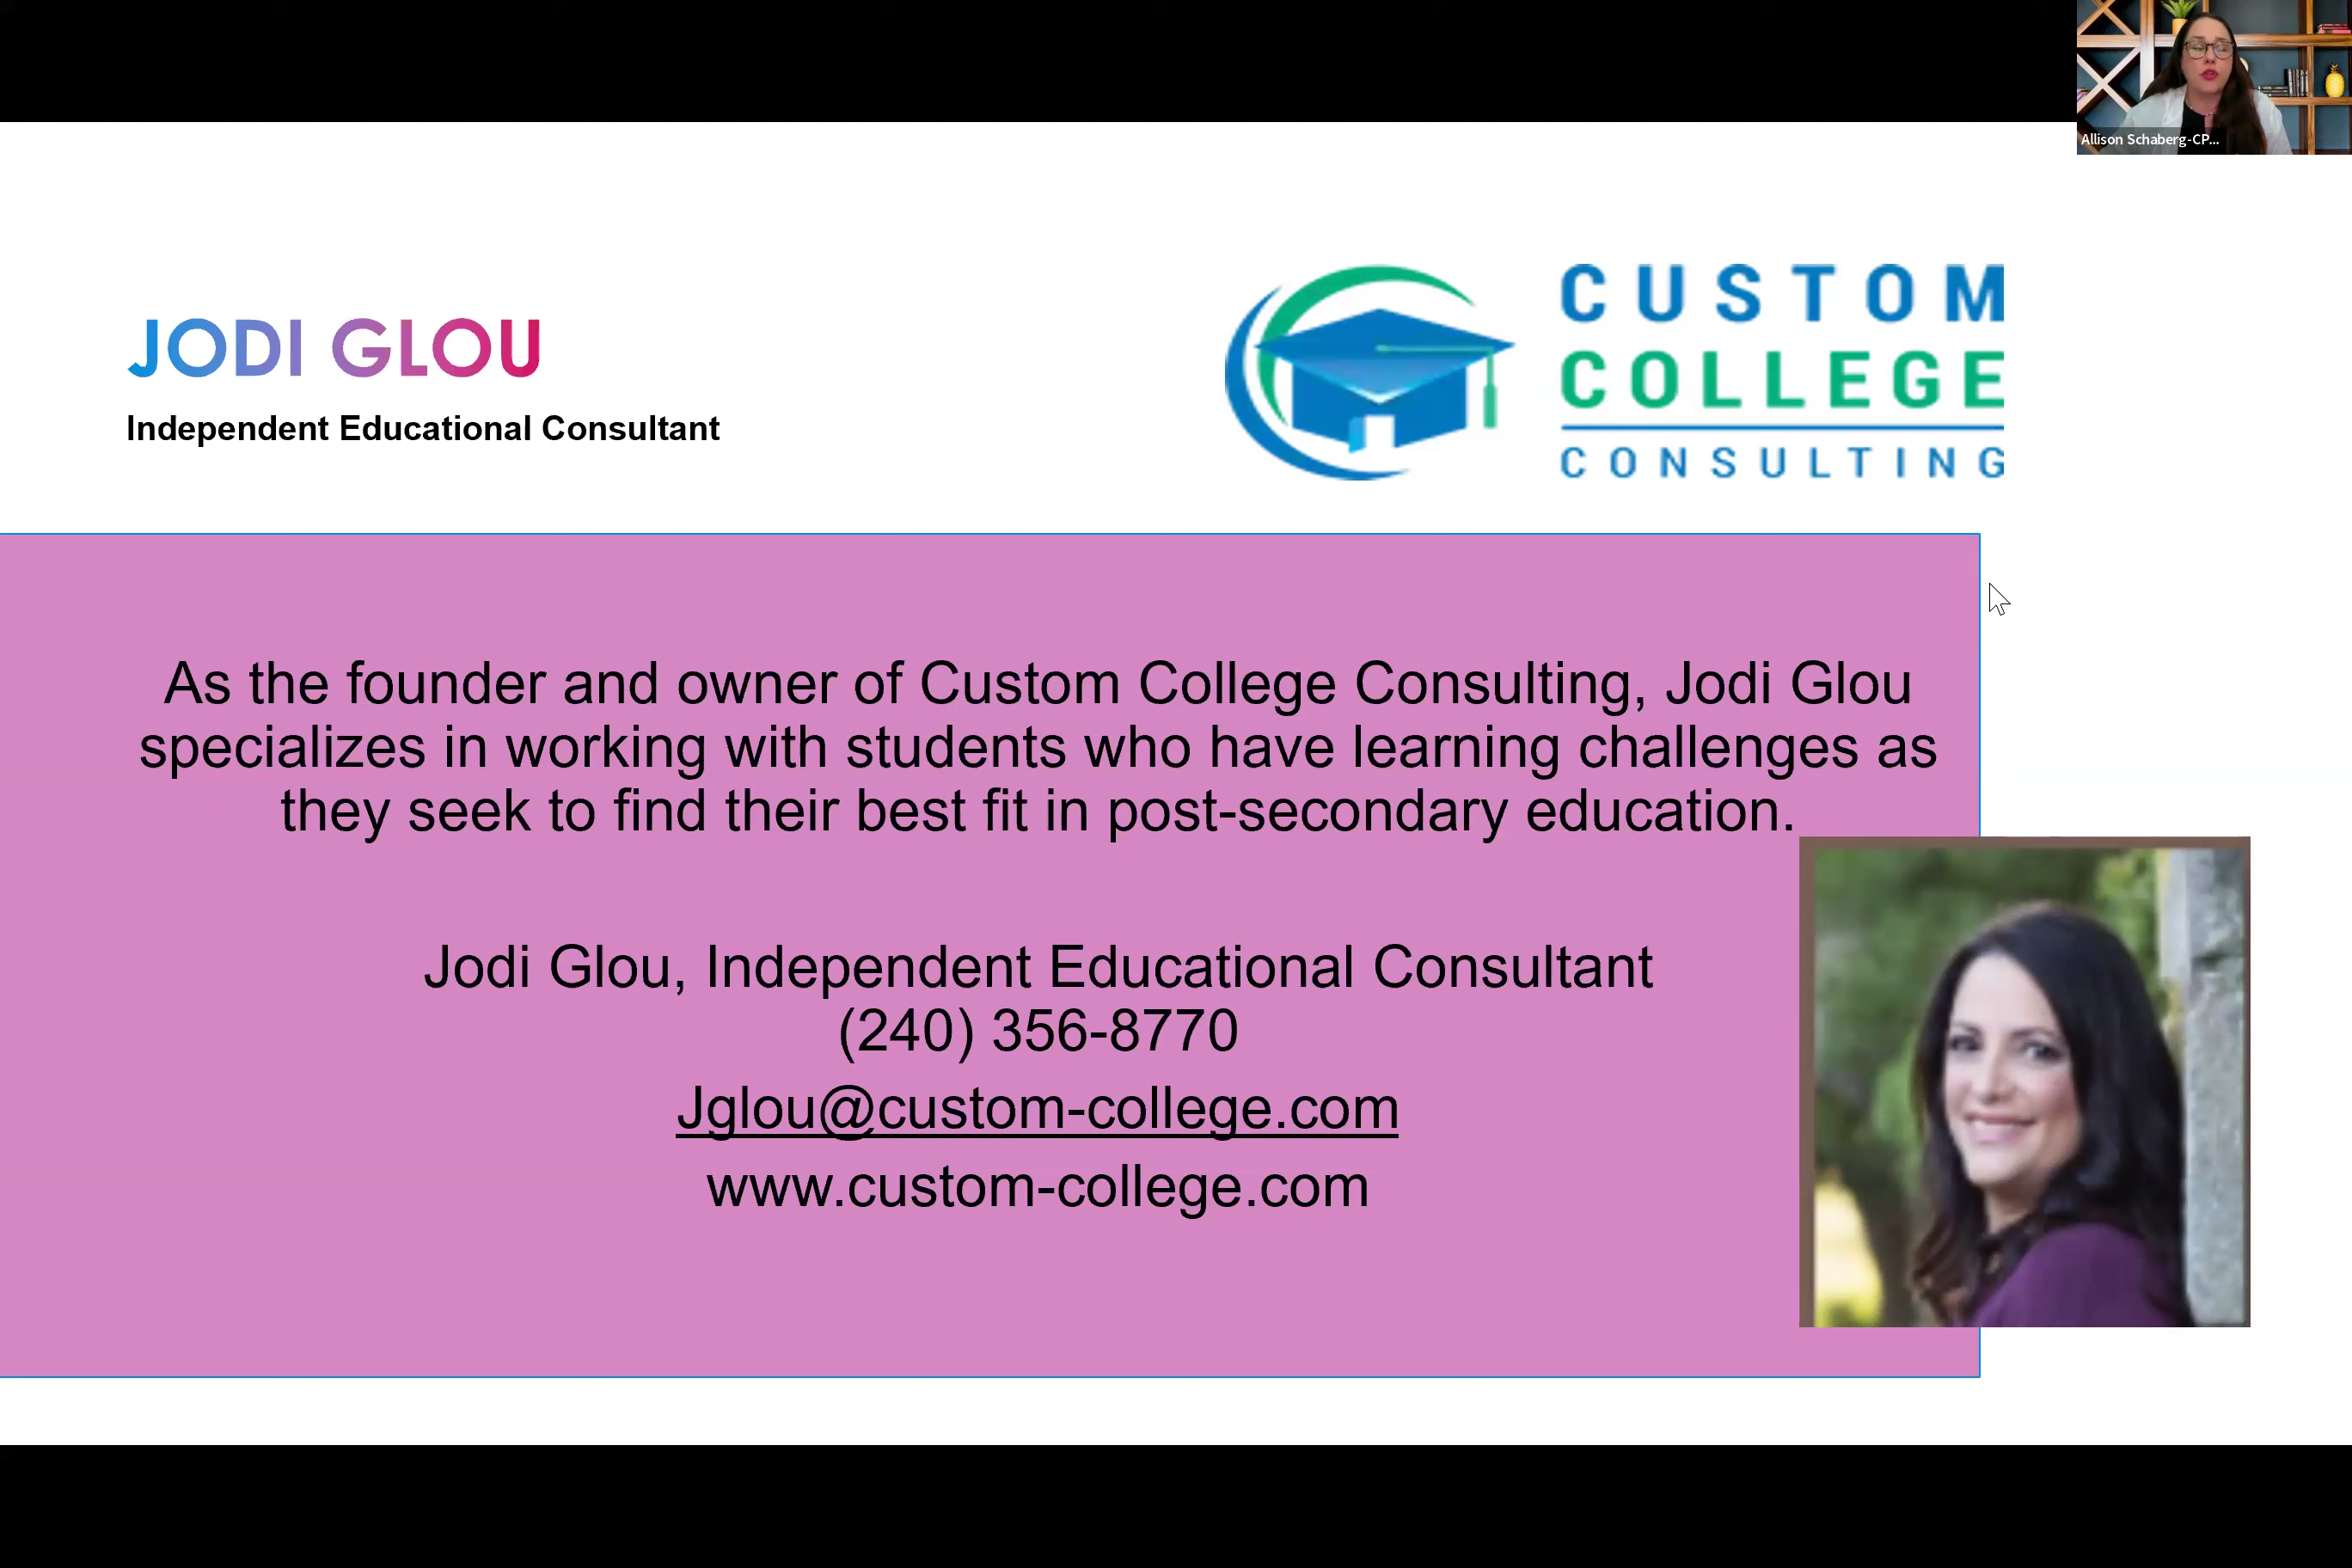 Allison Schaberg-CP...
JODI GLOU
Independent Educational Consultant
CUSTOM
COLLEGE
CONSULTING
As the founder and owner of Custom College Consulting, Jodi Glou
specializes in working with students who have learning challenges as
they seek to find their best fit in post-secondary education.
Jodi Glou, Independent Educational Consultant
(240) 356-8770
Jglou@custom-college.com
www.custom-college.com